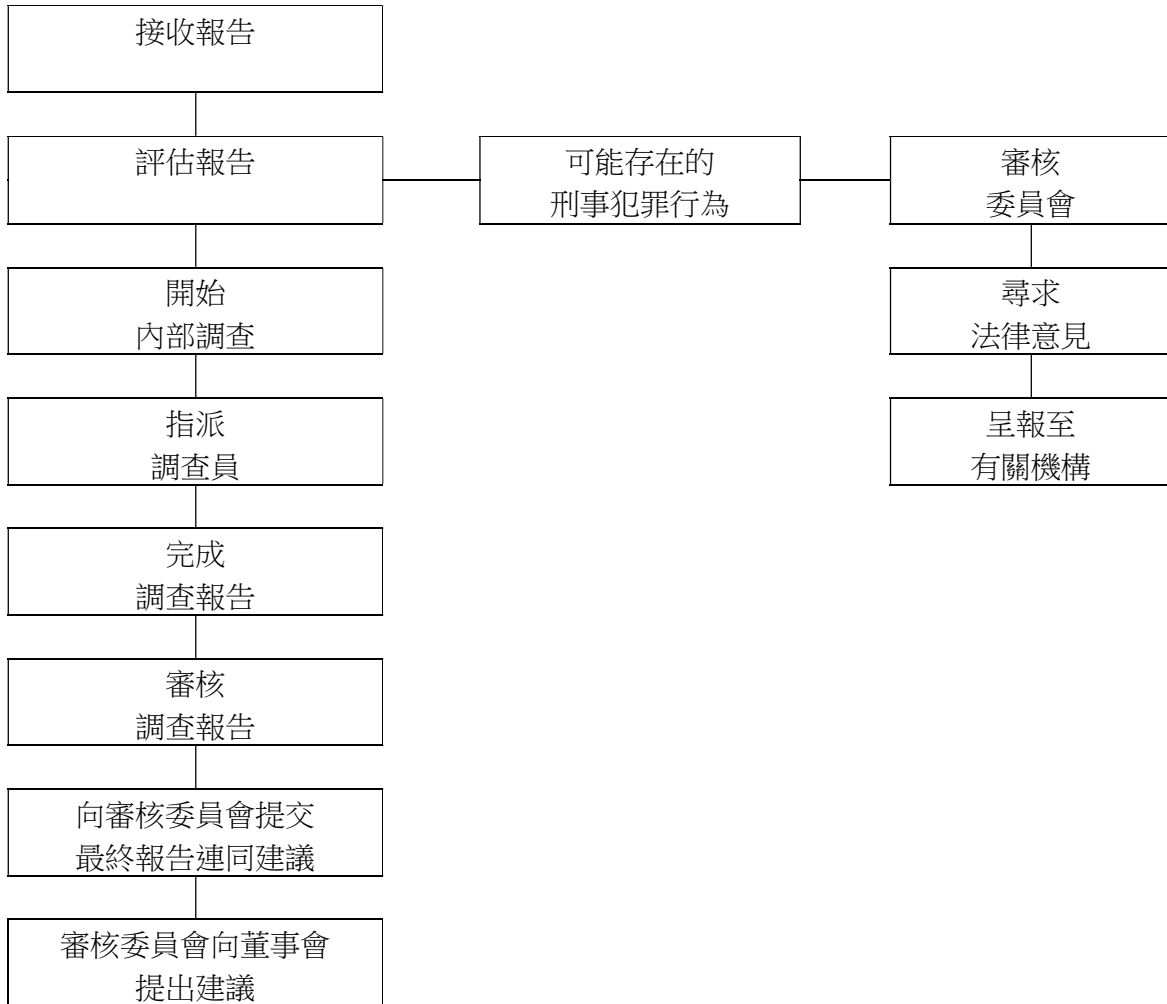 接收報告
評估報告
可能存在的
刑事犯罪行為
審核
委員會
開始
內部調查
尋求
法律意見
指派
調查員
呈報至
有關機構
完成
調查報告
審核
調查報告
向審核委員會提交
最終報告連同建議
審核委員會向董事會
提出建議